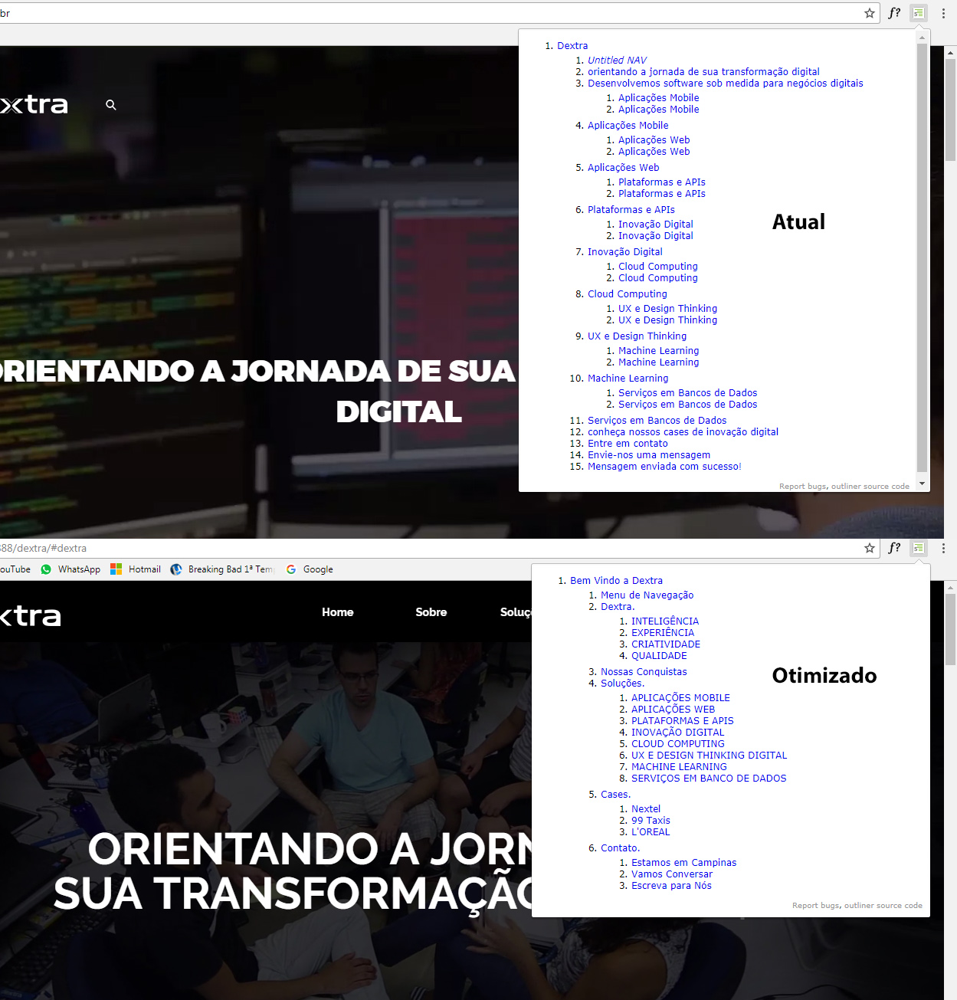 br
f?
1. Dextra
1. Untitled NAV
2. orientando a jornada de sua transformação digital
3. Desenvolvemos software sob medida para negócios digitais
1. Aplicações Mobile
2. Aplicações Mobile
4. Aplicações Mobile
1. Aplicações Web
2. Aplicações Web
5. Aplicações Web
1. Plataformas e APIs
2. Plataformas e APIs
6. Plataformas e APIs
1. Inovação Digital
2. Inovação Digital
7. Inovação Digital
1. Cloud Computing
2. Cloud Computing
8. Cloud Computing
1. UX e Design Thinking
2. UX e Design Thinking
9. UX e Design Thinking
1. Machine Learning
2. Machine Learning
10. Machine Learning
1. Serviços em Bancos de Dados
2. Serviços em Bancos de Dados
11. Serviços em Bancos de Dados
12. conheça nossos cases de inovação digital
13. Entre em contato
14. Envie-nos uma mensagem
15. Mensagem enviada com sucesso!
Report bugs, outliner source code
Atual
xtra
ORIENTANDO A JORNADA DE SUA
DIGITAL
888/dextra/#dextra
f?
ouTube WhatsApp Hotmail Breaking Bad 1ª Tem Google
xtra
Home Sobre Soluç
1. Bem Vindo a Dextra
1. Menu de Navegação
2. Dextra.
1. INTELIGÊNCIA
2. EXPERIÊNCIA
3. CRIATIVIDADE
4. QUALIDADE
3. Nossas Conquistas
4. Soluções.
1. APLICAÇÕES MOBILE
2. APLICAÇÕES WEB
3. PLATAFORMAS E APIS
4. INOVAÇÃO DIGITAL
5. CLOUD COMPUTING
6. UX E DESIGN THINKING DIGITAL
7. MACHINE LEARNING
8. SERVIÇOS EM BANCO DE DADOS
5. Cases.
1. Nextel
2. 99 Taxis
3. L'OREAL
6. Contato.
1. Estamos em Campinas
2. Vamos Conversar
3. Escreva para Nós
Report bugs, outliner source code
Otimizado
ORIENTANDO A JORN
SUA TRANSFORMAÇÃO